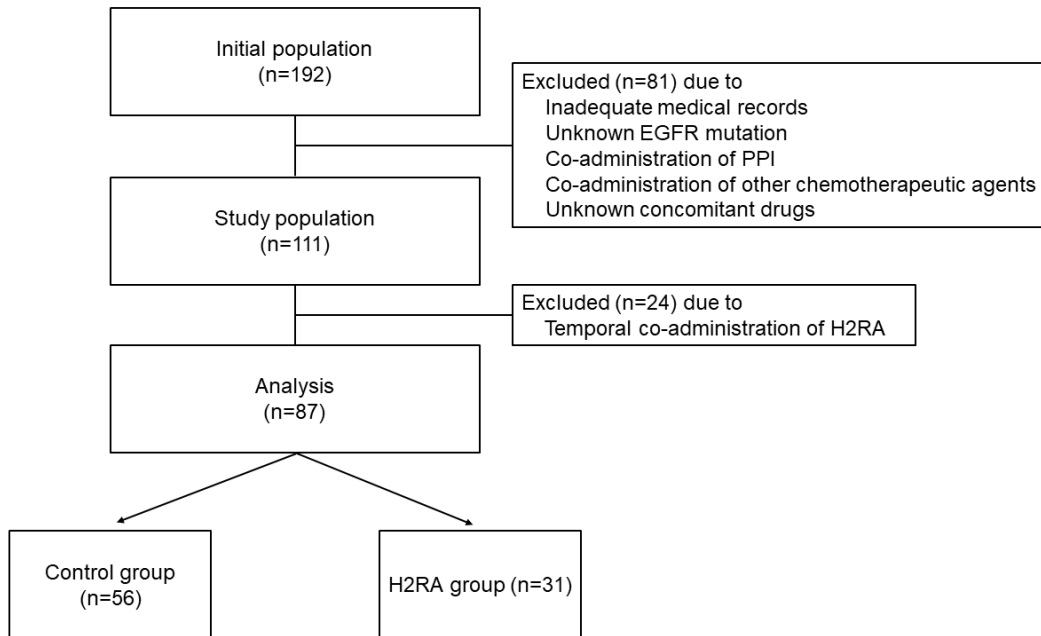 Initial population
(n=192)
Excluded (n=81) due to
Inadequate medical records
Unknown EGFR mutation
Co-administration of PPI
Co-administration of other chemotherapeutic agents
Unknown concomitant drugs
Study population
(n=111)
Excluded (n=24) due to
Temporal co-administration of H2RA
Analysis
(n=87)
Control group
(n=56)
H2RA group (n=31)